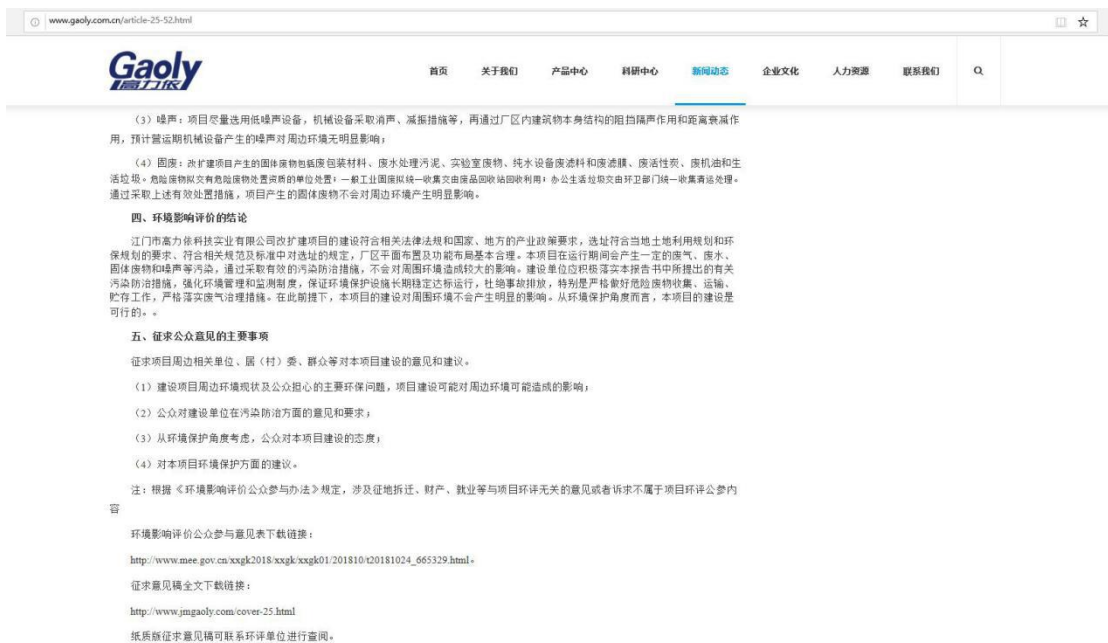 www.gaoly.com.cn/article-25-52.html
Gaoly
高力依
首页 关于我们 产品中心 科研中心 新闻动态 企业文化 人力资源 联系我们
(3)噪声：项目尽量选用低噪声设备，机械设备采取消声、减振措施等，再通过厂区内建筑物本身结构的阻挡隔声作用和距离衰减作
用，预计营运期机械设备产生的噪声对周边环境无明显影响；
(4)固废：改扩建项目产生的固体废物包括废包装材料、废水处理污泥、实验室废物、纯水设备废滤料和废滤膜、废活性炭、废机油和生
活垃圾。危险废物拟交有危险废物处置资质的单位处置；一般工业固废拟统一收集交由废品回收站回收利用；办公生活垃圾交由环卫部门统一收集清运处理。
通过采取上述有效处置措施，项目产生的固体废物不会对周边环境产生明显影响。
四、环境影响评价的结论
江门市高力依科技实业有限公司改扩建项目的建设符合相关法律法规和国家、地方的产业政策要求，选址符合当地土地利用规划和环
保规划的要求、符合相关规范及标准中对选址的规定，厂区平面布置及功能布局基本合理。本项目在运行期间会产生一定的废气、废水、
固体废物和噪声等污染，通过采取有效的污染防治措施，不会对周围环境造成较大的影响。建设单位应积极落实本报告书中所提出的有关
污染防治措施，强化环境管理和监测制度，保证环境保护设施长期稳定达标运行，杜绝事故排放，特别是严格做好危险废物收集、运输、
贮存工作，严格落实废气治理措施。在此前提下，本项目的建设对周围环境不会产生明显的影响。从环境保护角度而言，本项目的建设是
可行的。。
五、征求公众意见的主要事项
征求项目周边相关单位、居（村）委、群众等对本项目建设的意见和建议。
(1)建设项目周边环境现状及公众担心的主要环保问题，项目建设可能对周边环境可能造成的影响；
(2)公众对建设单位在污染防治方面的意见和要求；
(3)从环境保护角度考虑，公众对本项目建设的态度；
(4)对本项目环境保护方面的建议。
注：根据《环境影响评价公众参与办法》规定，涉及征地拆迁、财产、就业等与项目环评无关的意见或者诉求不属于项目环评公参内
容
环境影响评价公众参与意见表下载链接：
http://www.mee.gov.cn/xxgk2018/xxgk/xxgk01/201810/t20181024_665329.html。
征求意见稿全文下载链接：
http://www.jmgaoly.com/cover-25.html
纸质版征求意见稿可联系环评单位进行查阅。